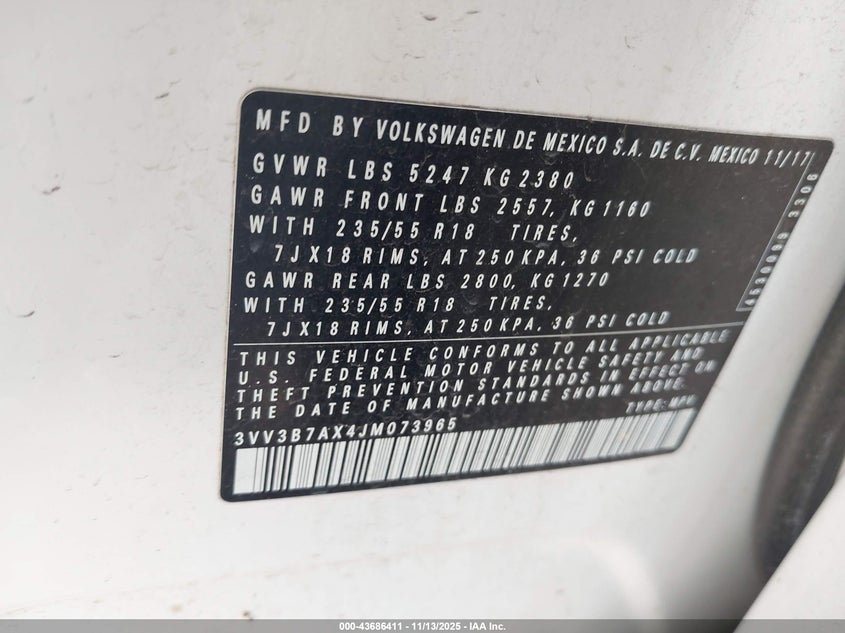 MFD BY VOLKSWAGEN DE MEXICO S.A. DE C.V. MEXICO 11/17
GVWR LBS 5247 KG 2380
GAWR FRONT LBS 2557, KG 1160
WITH 235/55 R18 TIRES,
7JX18 RIMS, AT 250 KPA, 36 PSI COLD
GAWR REAR LBS 2800, KG 1270
WITH 235/55 R18 TIRES,
7JX18 RIMS, AT 250 KPA, 36 PSI COLD
THIS VEHICLE CONFORMS TO ALL APPLICABLE
U.S. FEDERAL MOTOR VEHICLE SAFETY AND
THEFT PREVENTION STANDARDS IN EFFECT ON
THE DATE OF MANUFACTURE SHOWN ABOVE.
TYPE: MPV
3VV3B7AX4JM073965
000-43686411 - 11/13/2025 - IAA Inc.